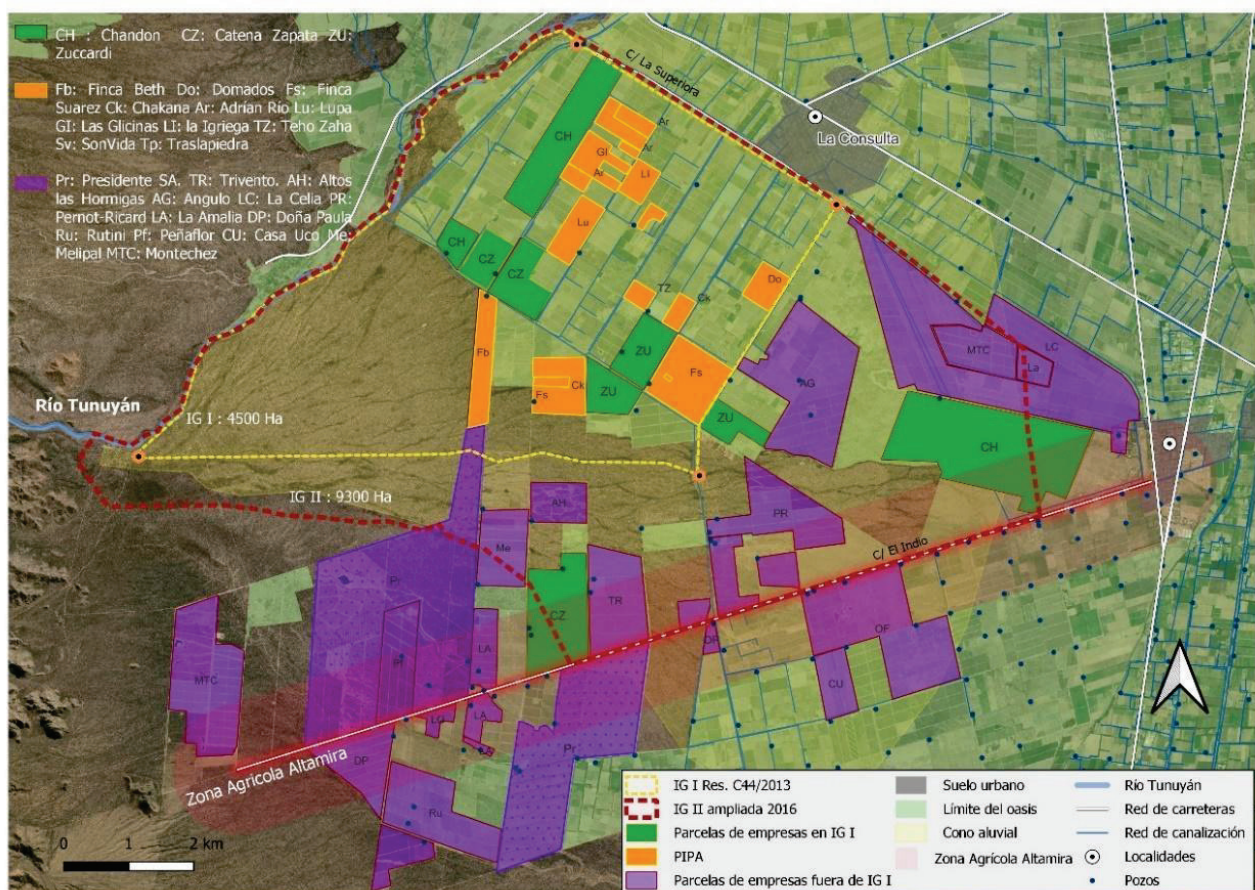 CH : Chandon CZ: Catena Zapata ZU:
Zuccardi
Fb: Finca Beth Do: Domados Fs: Finca
Suarez Ck: Chakana Ar: Adrián Río Lu: Lupa
GI: Las Glicinas LI: la Igriega TZ: Teho Zaha
Sv: SonVida Tp: Traslapiedra
Pr: Presidente SA. TR: Trivento. AH: Altos
las Hormigas AG: Angulo LC: La Celia PR:
Pernot-Ricard LA: La Amalia DP: Doña Paula
Ru: Rutini Pf: Peñaflor CU: Casa Uco Me:
Melipal MTC: Montechez
C/ La Superiora
La Consulta
CH
Ar
GI
Ar
Ar
LI
Lu
CH
CZ
CZ
TZ
Ck
Do
Fb
ZU
Fs
Ck
Fs
ZU
ZU
AG
MTC
La
LC
CH
Río Tunuyán
IG I : 4500 Ha
IG II : 9300 Ha
AH
PR
Me
C/ El Indio
Pr
CZ
TR
LA
MTC
OF
CU
LA
Pr
DP
Ru
Zona Agrícola Altamira
0 1 2 km
IG I Res. C44/2013
IG II ampliada 2016
Parcelas de empresas en IG I
PIPA
Parcelas de empresas fuera de IG I
Suelo urbano
Límite del oasis
Cono aluvial
Zona Agrícola Altamira
Río Tunuyán
Red de carreteras
Red de canalización
Localidades
Pozos